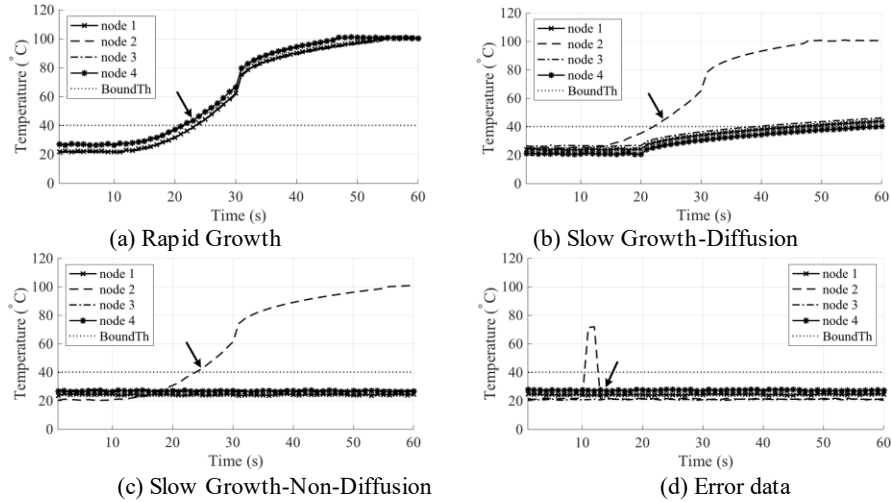 120
100
80
60
40
20
0
Temperature (°C)
node 1
node 2
node 3
node 4
BoundTh
10 20 30 40 50 60
Time (s)
(a) Rapid Growth
120
100
80
60
40
20
0
Temperature (°C)
node 1
node 2
node 3
node 4
BoundTh
10 20 30 40 50 60
Time (s)
(b) Slow Growth-Diffusion
120
100
80
60
40
20
0
Temperature (°C)
node 1
node 2
node 3
node 4
BoundTh
10 20 30 40 50 60
Time (s)
(c) Slow Growth-Non-Diffusion
120
100
80
60
40
20
0
Temperature (°C)
node 1
node 2
node 3
node 4
BoundTh
10 20 30 40 50 60
Time (s)
(d) Error data